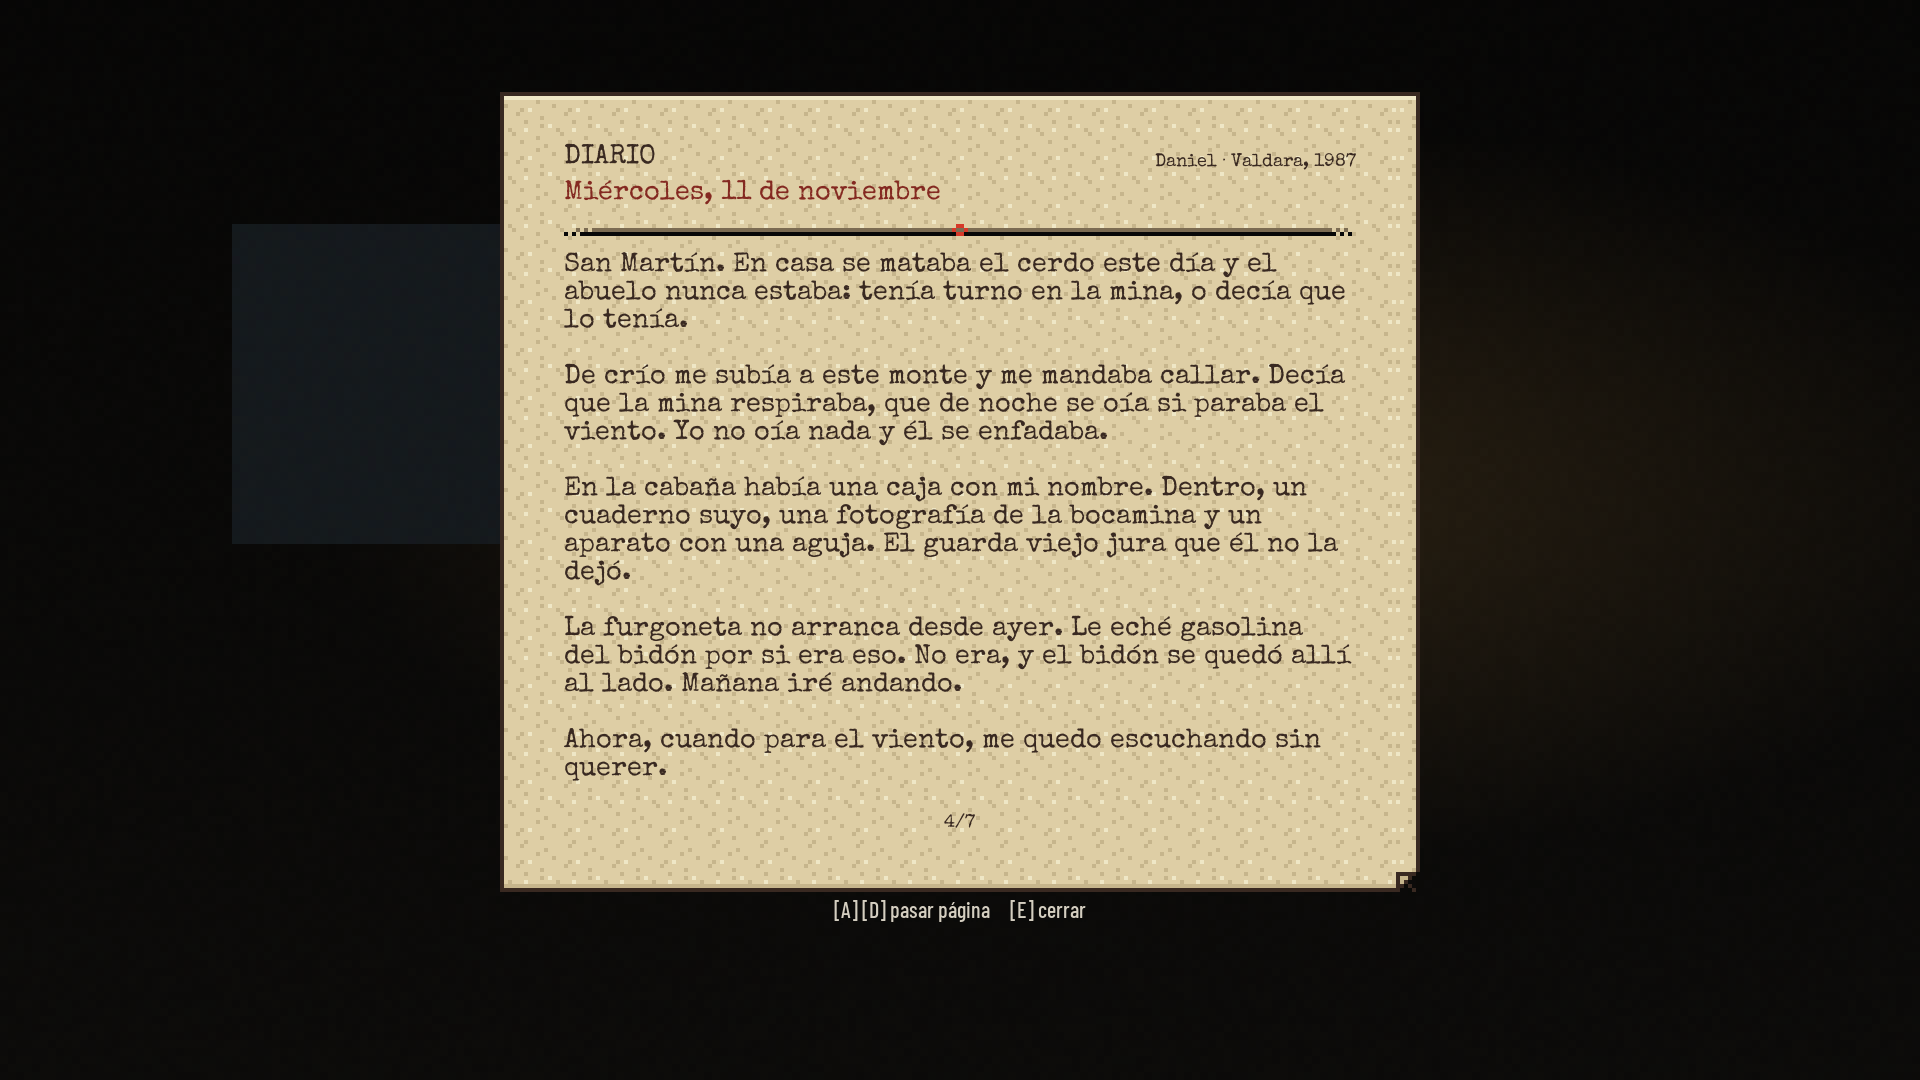 DIARIO
Daniel · Valdara, 1987
Miércoles, 11 de noviembre
San Martín. En casa se mataba el cerdo este día y el
abuelo nunca estaba: tenía turno en la mina, o decía que
lo tenía.
De crío me subía a este monte y me mandaba callar. Decía
que la mina respiraba, que de noche se oía si paraba el
viento. Yo no oía nada y él se enfadaba.
En la cabaña había una caja con mi nombre. Dentro, un
cuaderno suyo, una fotografía de la bocamina y un
aparato con una aguja. El guarda viejo jura que él no la
dejó.
La furgoneta no arranca desde ayer. Le eché gasolina
del bidón por si era eso. No era, y el bidón se quedó allí
al lado. Mañana iré andando.
Ahora, cuando para el viento, me quedo escuchando sin
querer.
4/7
[A][D] pasar página [E] cerrar